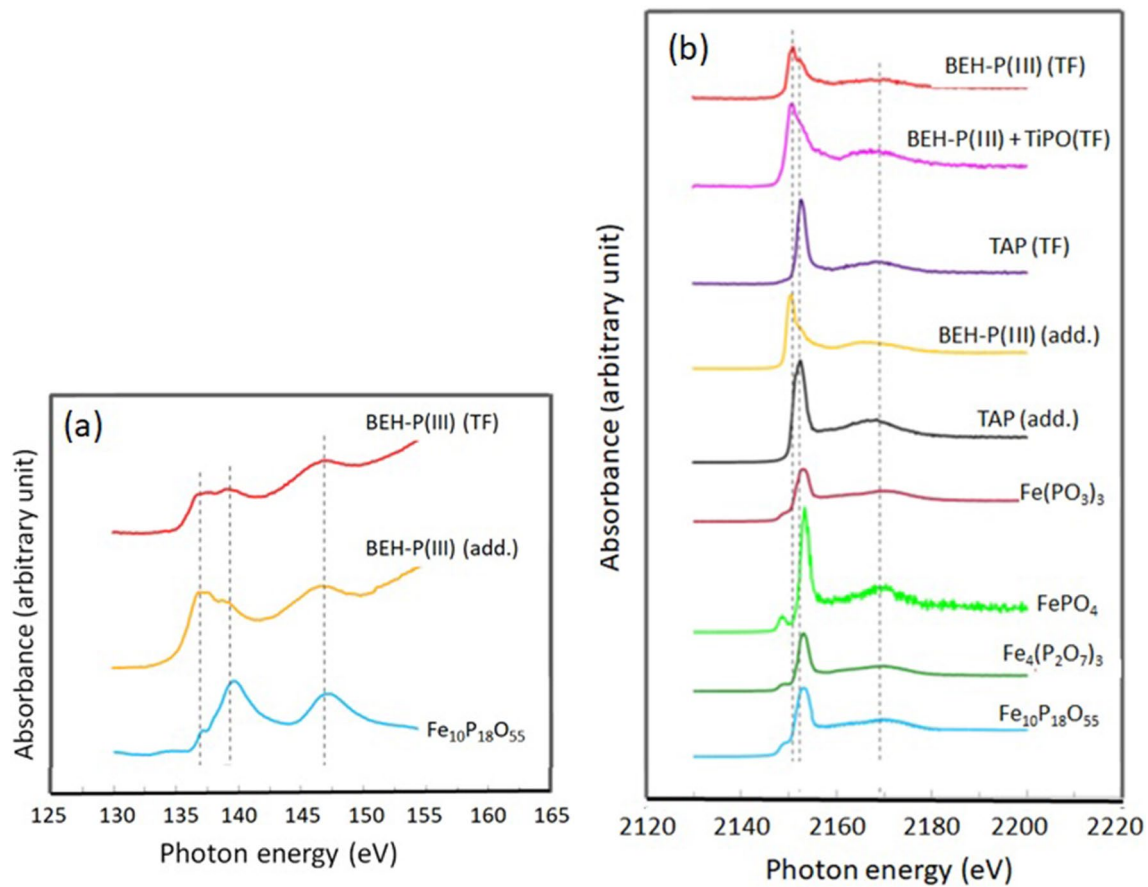 (a)
BEH-P(III) (TF)
BEH-P(III) (add.)
Fe₁₀P₁₈O₅₅
Absorbance (arbitrary unit)
125 130 135 140 145 150 155 160 165
Photon energy (eV)
(b)
BEH-P(III) (TF)
BEH-P(III) + TiPO(TF)
TAP (TF)
BEH-P(III) (add.)
TAP (add.)
Fe(PO₃)₃
FePO₄
Fe₄(P₂O₇)₃
Fe₁₀P₁₈O₅₅
Absorbance (arbitrary unit)
2120 2140 2160 2180 2200 2220
Photon energy (eV)